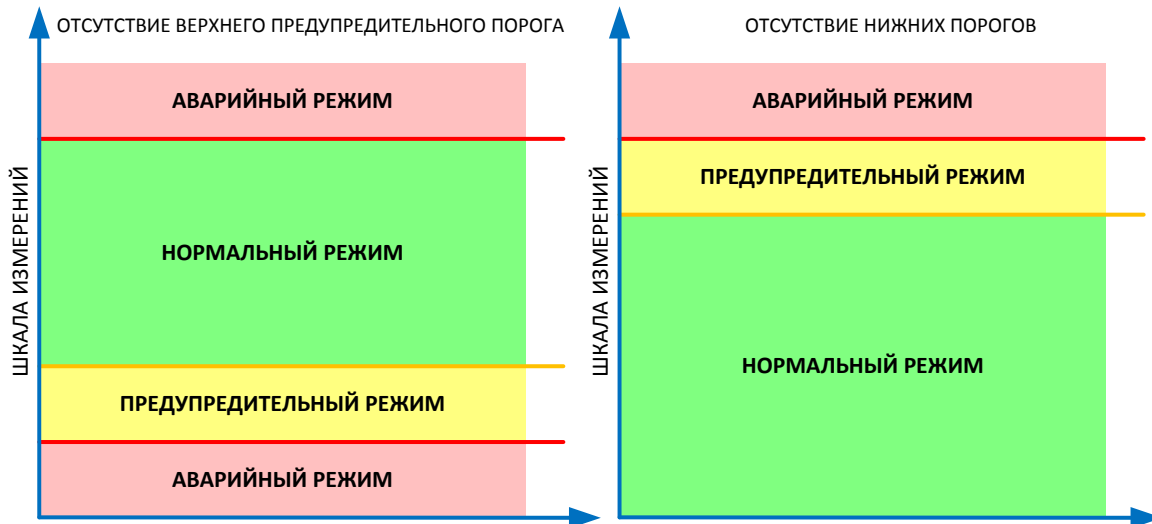 ОТСУТСТВИЕ ВЕРХНЕГО ПРЕДУПРЕДИТЕЛЬНОГО ПОРОГА
ШКАЛА ИЗМЕРЕНИЙ
АВАРИЙНЫЙ РЕЖИМ
НОРМАЛЬНЫЙ РЕЖИМ
ПРЕДУПРЕДИТЕЛЬНЫЙ РЕЖИМ
АВАРИЙНЫЙ РЕЖИМ
ОТСУТСТВИЕ НИЖНИХ ПОРОГОВ
ШКАЛА ИЗМЕРЕНИЙ
АВАРИЙНЫЙ РЕЖИМ
ПРЕДУПРЕДИТЕЛЬНЫЙ РЕЖИМ
НОРМАЛЬНЫЙ РЕЖИМ